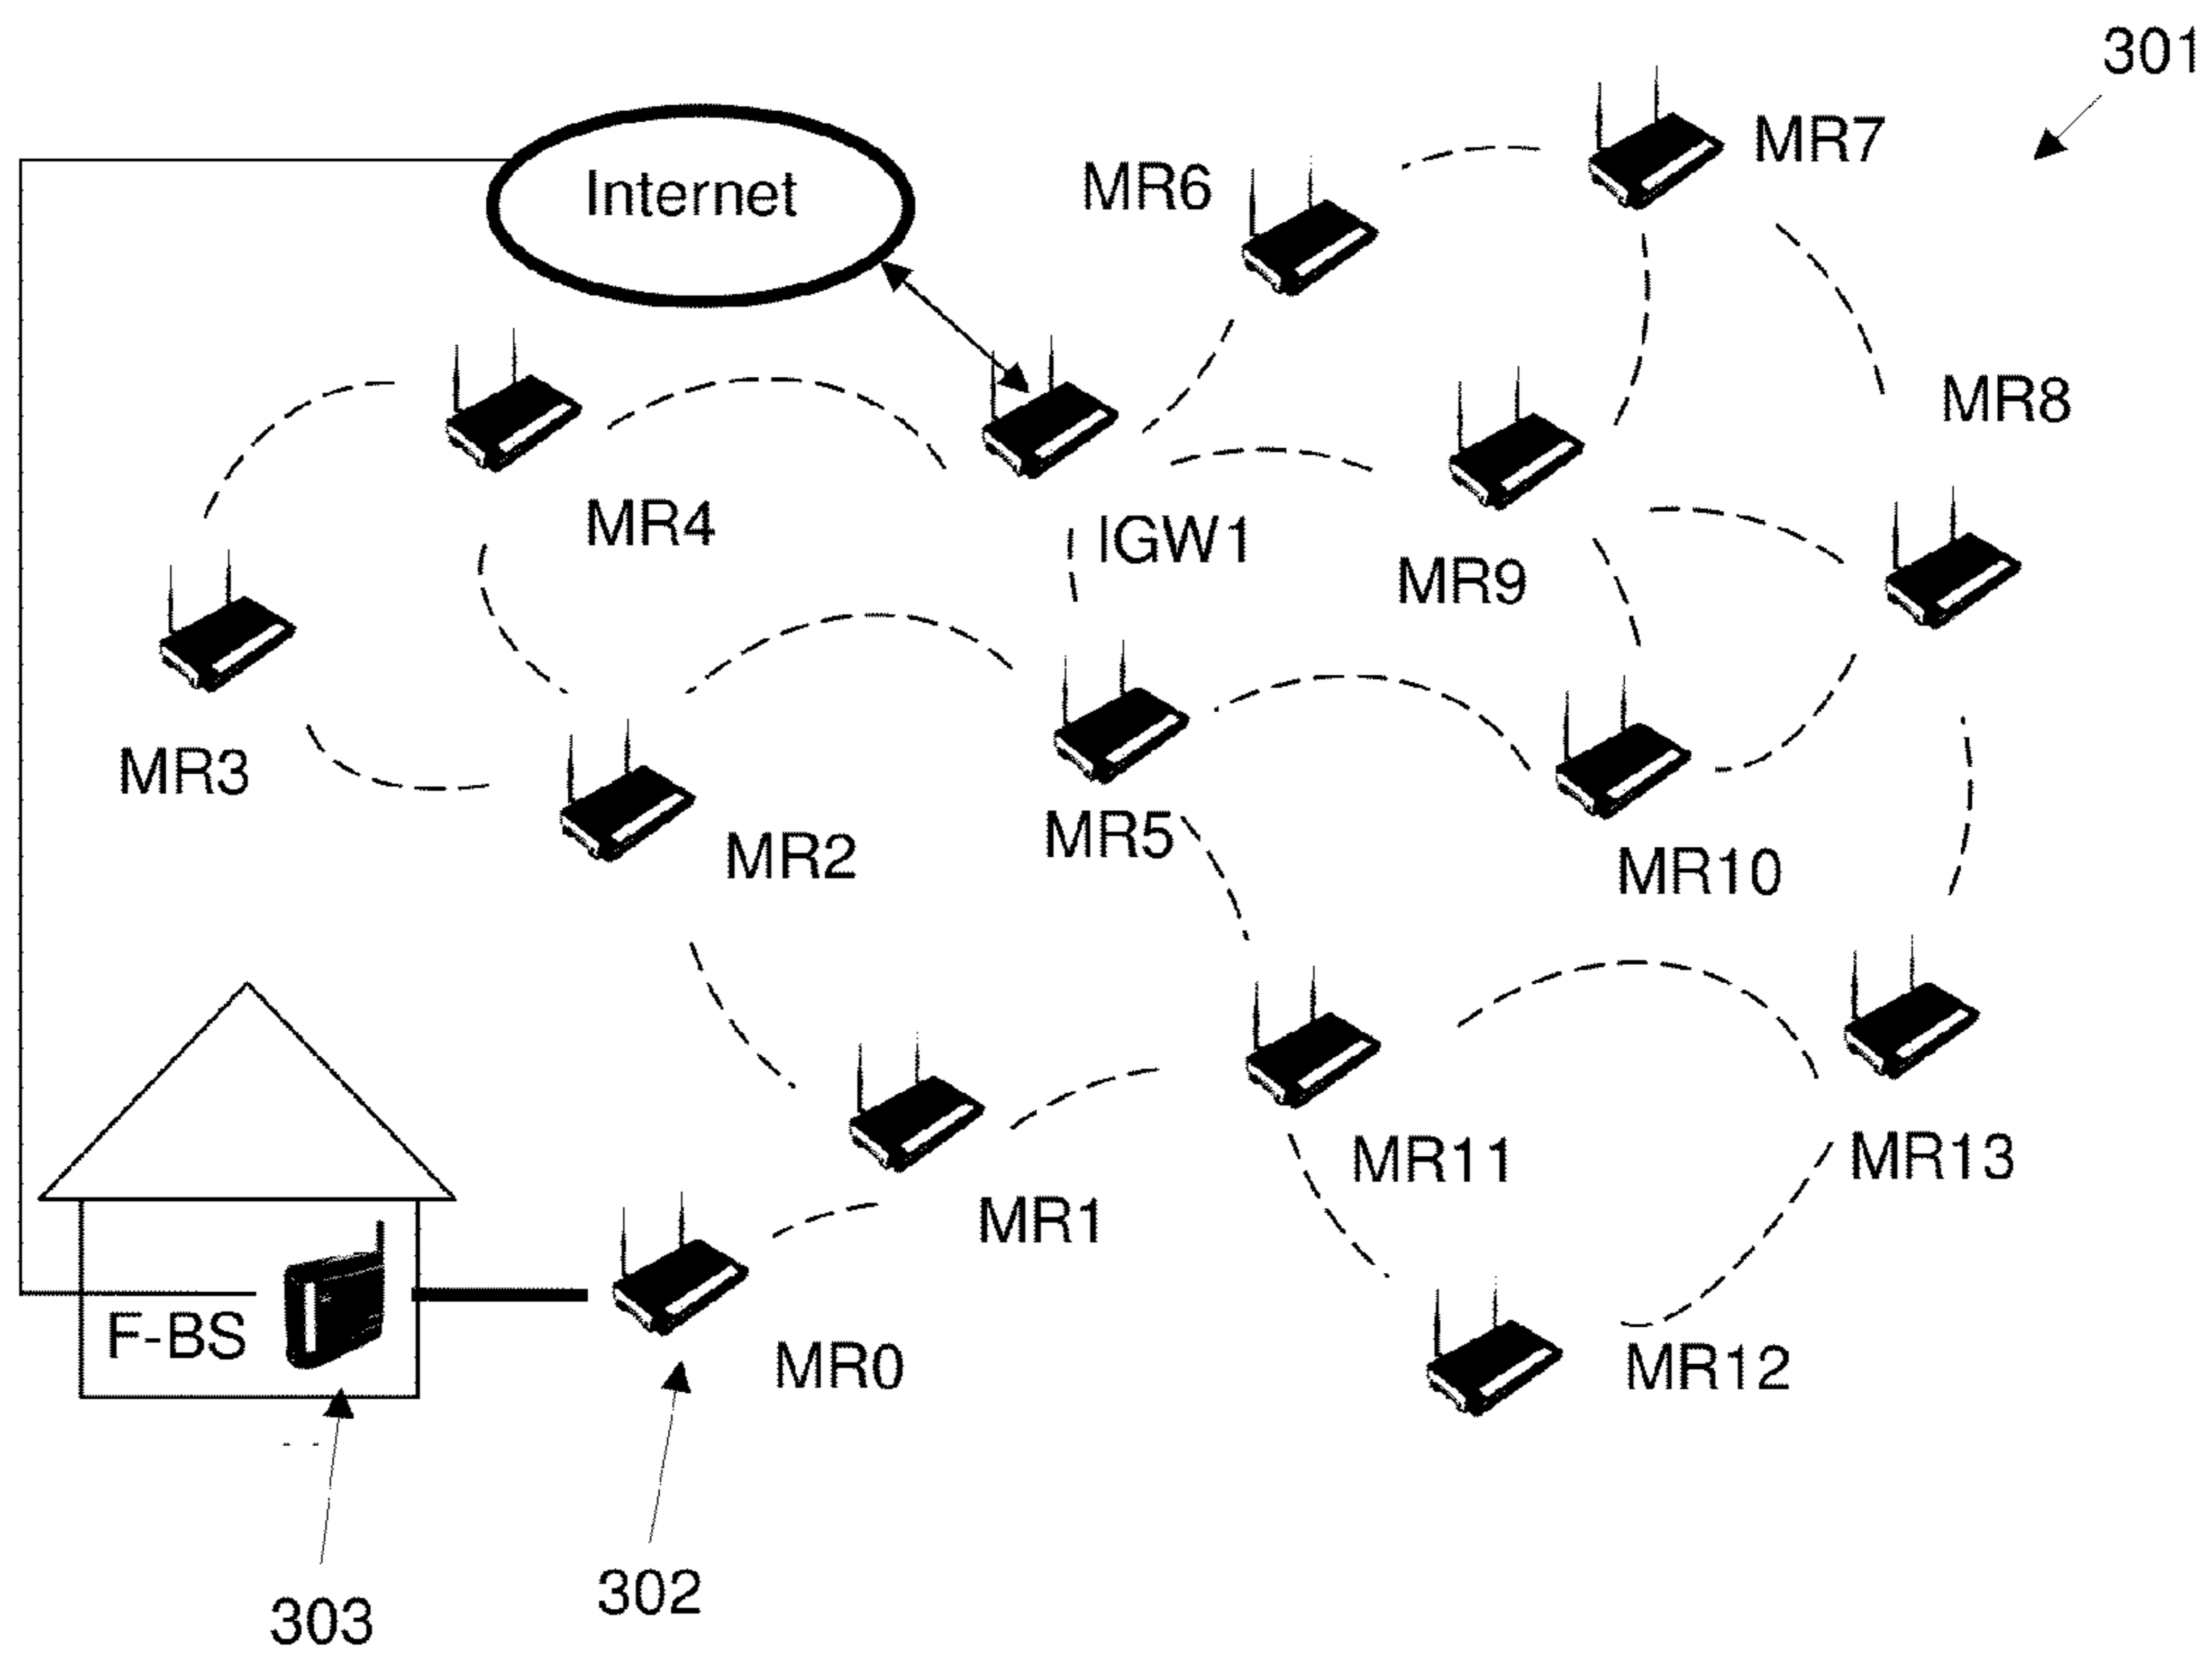 301
MR7
Internet
MR6
MR8
MR4
IGW1
MR9
MR3
MR5
MR2
MR10
MR11
MR13
MR1
F-BS
MR0
MR12
302
303